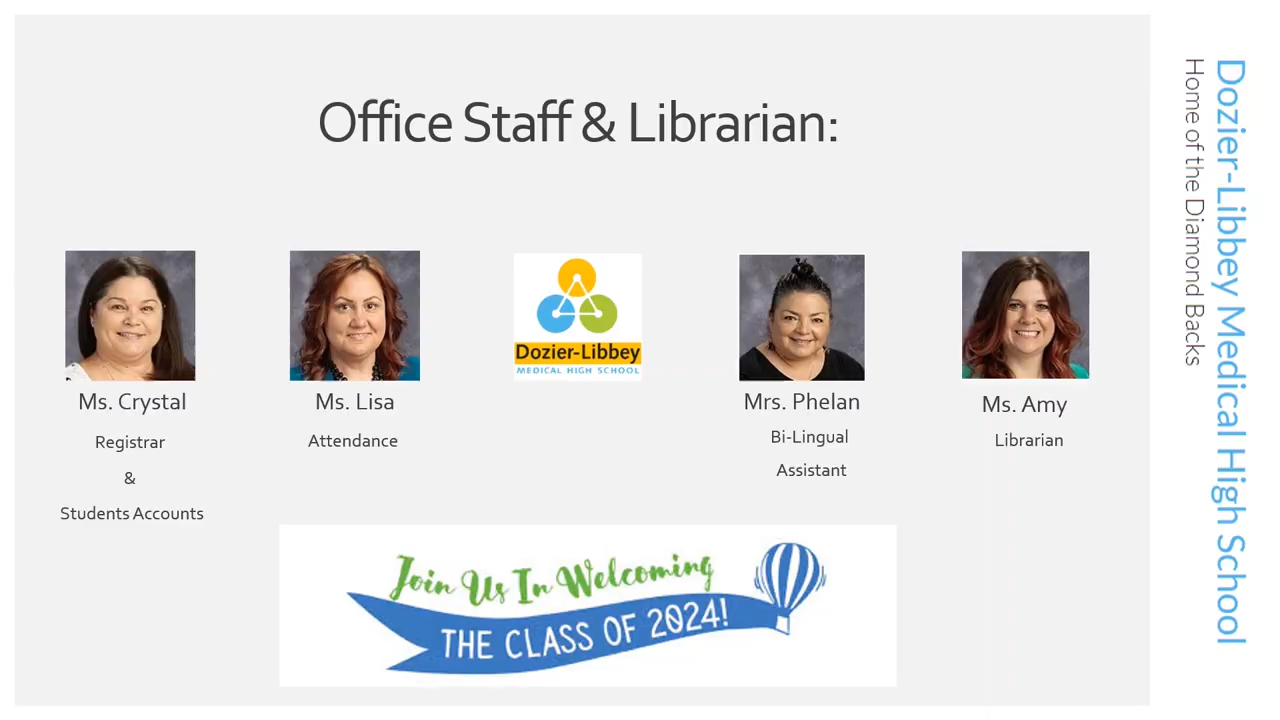 Office Staff & Librarian:
Dozier-Libbey
MEDICAL HIGH SCHOOL
Ms. Crystal
Registrar
&
Students Accounts
Ms. Lisa
Attendance
Mrs. Phelan
Bi-Lingual
Assistant
Ms. Amy
Librarian
Join Us In Welcoming
THE CLASS OF 2024!
Dozier-Libbey Medical High School
Home of the Diamond Backs